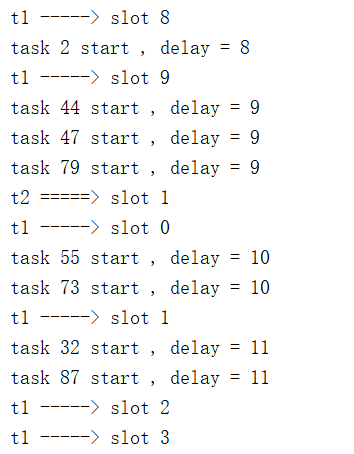 t1 -----> slot 8
task 2 start , delay = 8
t1 -----> slot 9
task 44 start , delay = 9
task 47 start , delay = 9
task 79 start , delay = 9
t2 =====> slot 1
t1 -----> slot 0
task 55 start , delay = 10
task 73 start , delay = 10
t1 -----> slot 1
task 32 start , delay = 11
task 87 start , delay = 11
t1 -----> slot 2
t1 -----> slot 3